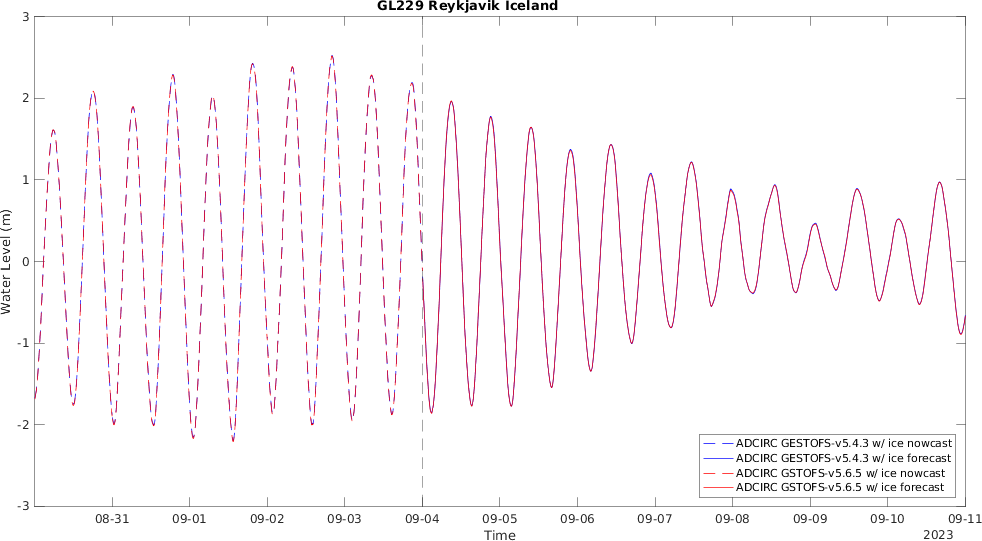 GL229 Reykjavik Iceland
3
2
1
0
-1
-2
-3
Water Level (m)
ADCIRC GESTOFS-v5.4.3 w/ ice nowcast
ADCIRC GESTOFS-v5.4.3 w/ ice forecast
ADCIRC GSTOFS-v5.6.5 w/ ice nowcast
ADCIRC GSTOFS-v5.6.5 w/ ice forecast
08-31 09-01 09-02 09-03 09-04 09-05 09-06 09-07 09-08 09-09 09-10 09-11
Time
2023